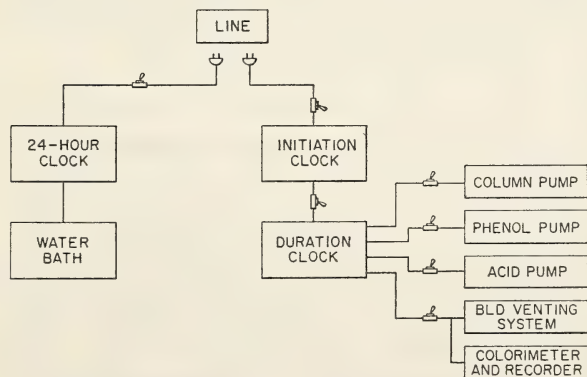 LINE
24-HOUR
CLOCK
INITIATION
CLOCK
WATER
BATH
DURATION
CLOCK
COLUMN PUMP
PHENOL PUMP
ACID PUMP
BLD VENTING
SYSTEM
COLORIMETER
AND RECORDER